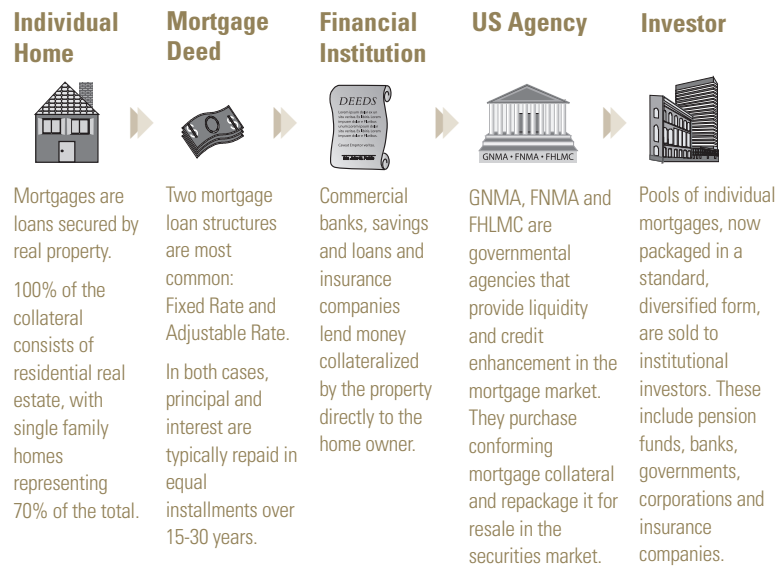 Individual
Home
Mortgages are
loans secured by
real property.
100% of the
collateral
consists of
residential real
estate, with
single family
homes
representing
70% of the total.
Mortgage
Deed
Two mortgage
loan structures
are most
common:
Fixed Rate and
Adjustable Rate.
In both cases,
principal and
interest are
typically repaid in
equal
installments over
15-30 years.
Financial
Institution
DEEDS
Commercial
banks, savings
and loans and
insurance
companies
lend money
collateralized
by the property
directly to the
home owner.
US Agency
GNMA • FNMA • FHLMC
GNMA, FNMA and
FHLMC are
governmental
agencies that
provide liquidity
and credit
enhancement in the
mortgage market.
They purchase
conforming
mortgage collateral
and repackage it for
resale in the
securities market.
Investor
Pools of individual
mortgages, now
packaged in a
standard,
diversified form,
are sold to
institutional
investors. These
include pension
funds, banks,
governments,
corporations and
insurance
companies.